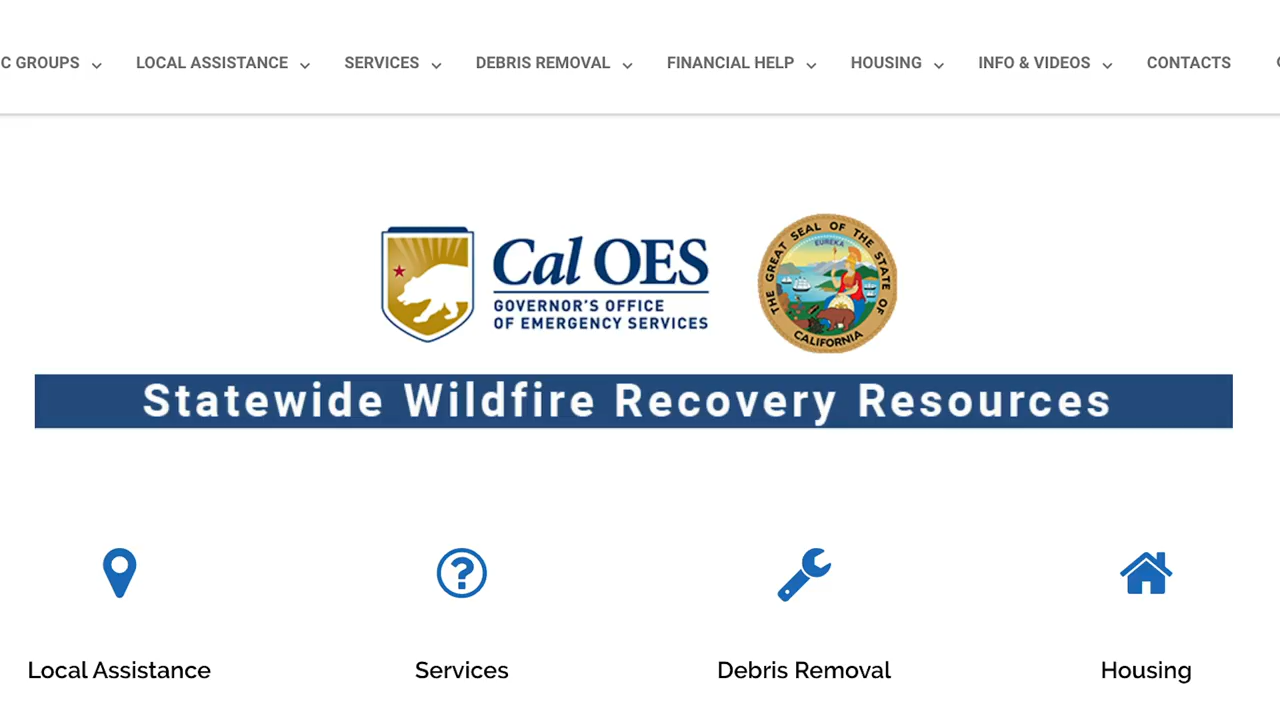 C GROUPS LOCAL ASSISTANCE SERVICES DEBRIS REMOVAL FINANCIAL HELP HOUSING INFO & VIDEOS CONTACTS
Cal OES
GOVERNOR'S OFFICE
OF EMERGENCY SERVICES
THE GREAT SEAL OF THE STATE OF CALIFORNIA
EUREKA
Statewide Wildfire Recovery Resources
Local Assistance Services Debris Removal Housing